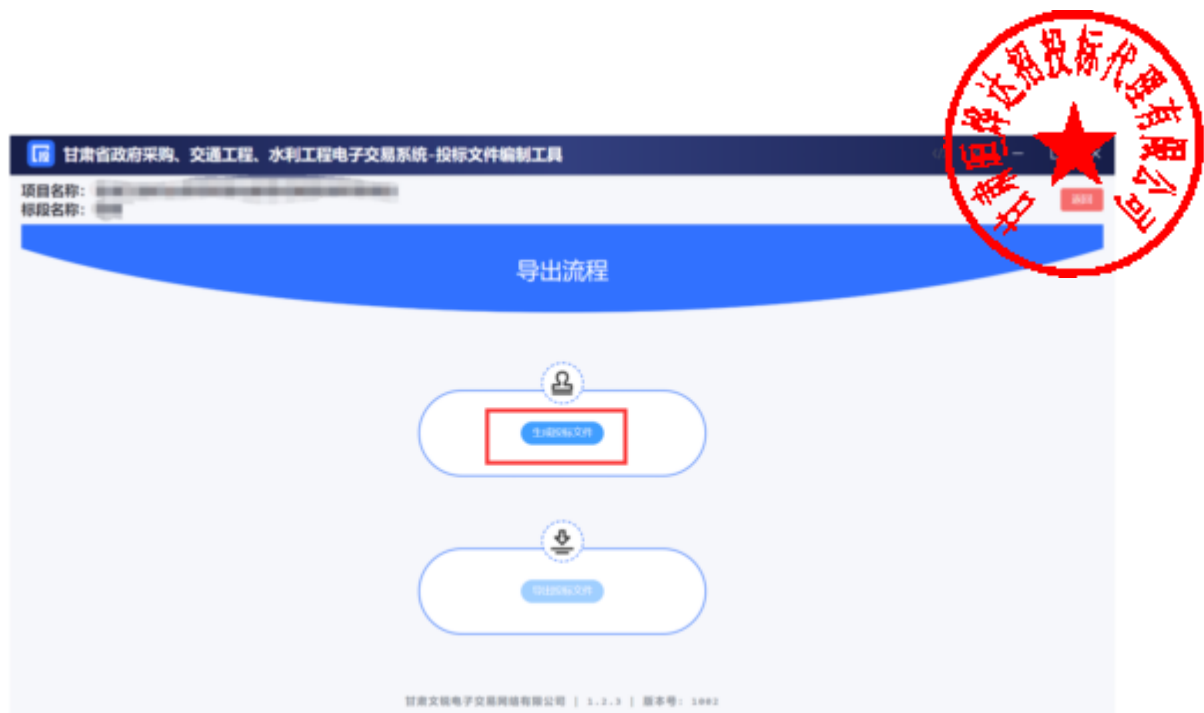 甘肃省政府采购、交通工程、水利工程电子交易系统-投标文件编制工具
项目名称:
标段名称:
返回
导出流程
生成投标文件
导出投标文件
甘肃文锐电子交易网络有限公司 | 1.2.3 | 版本号: 1002